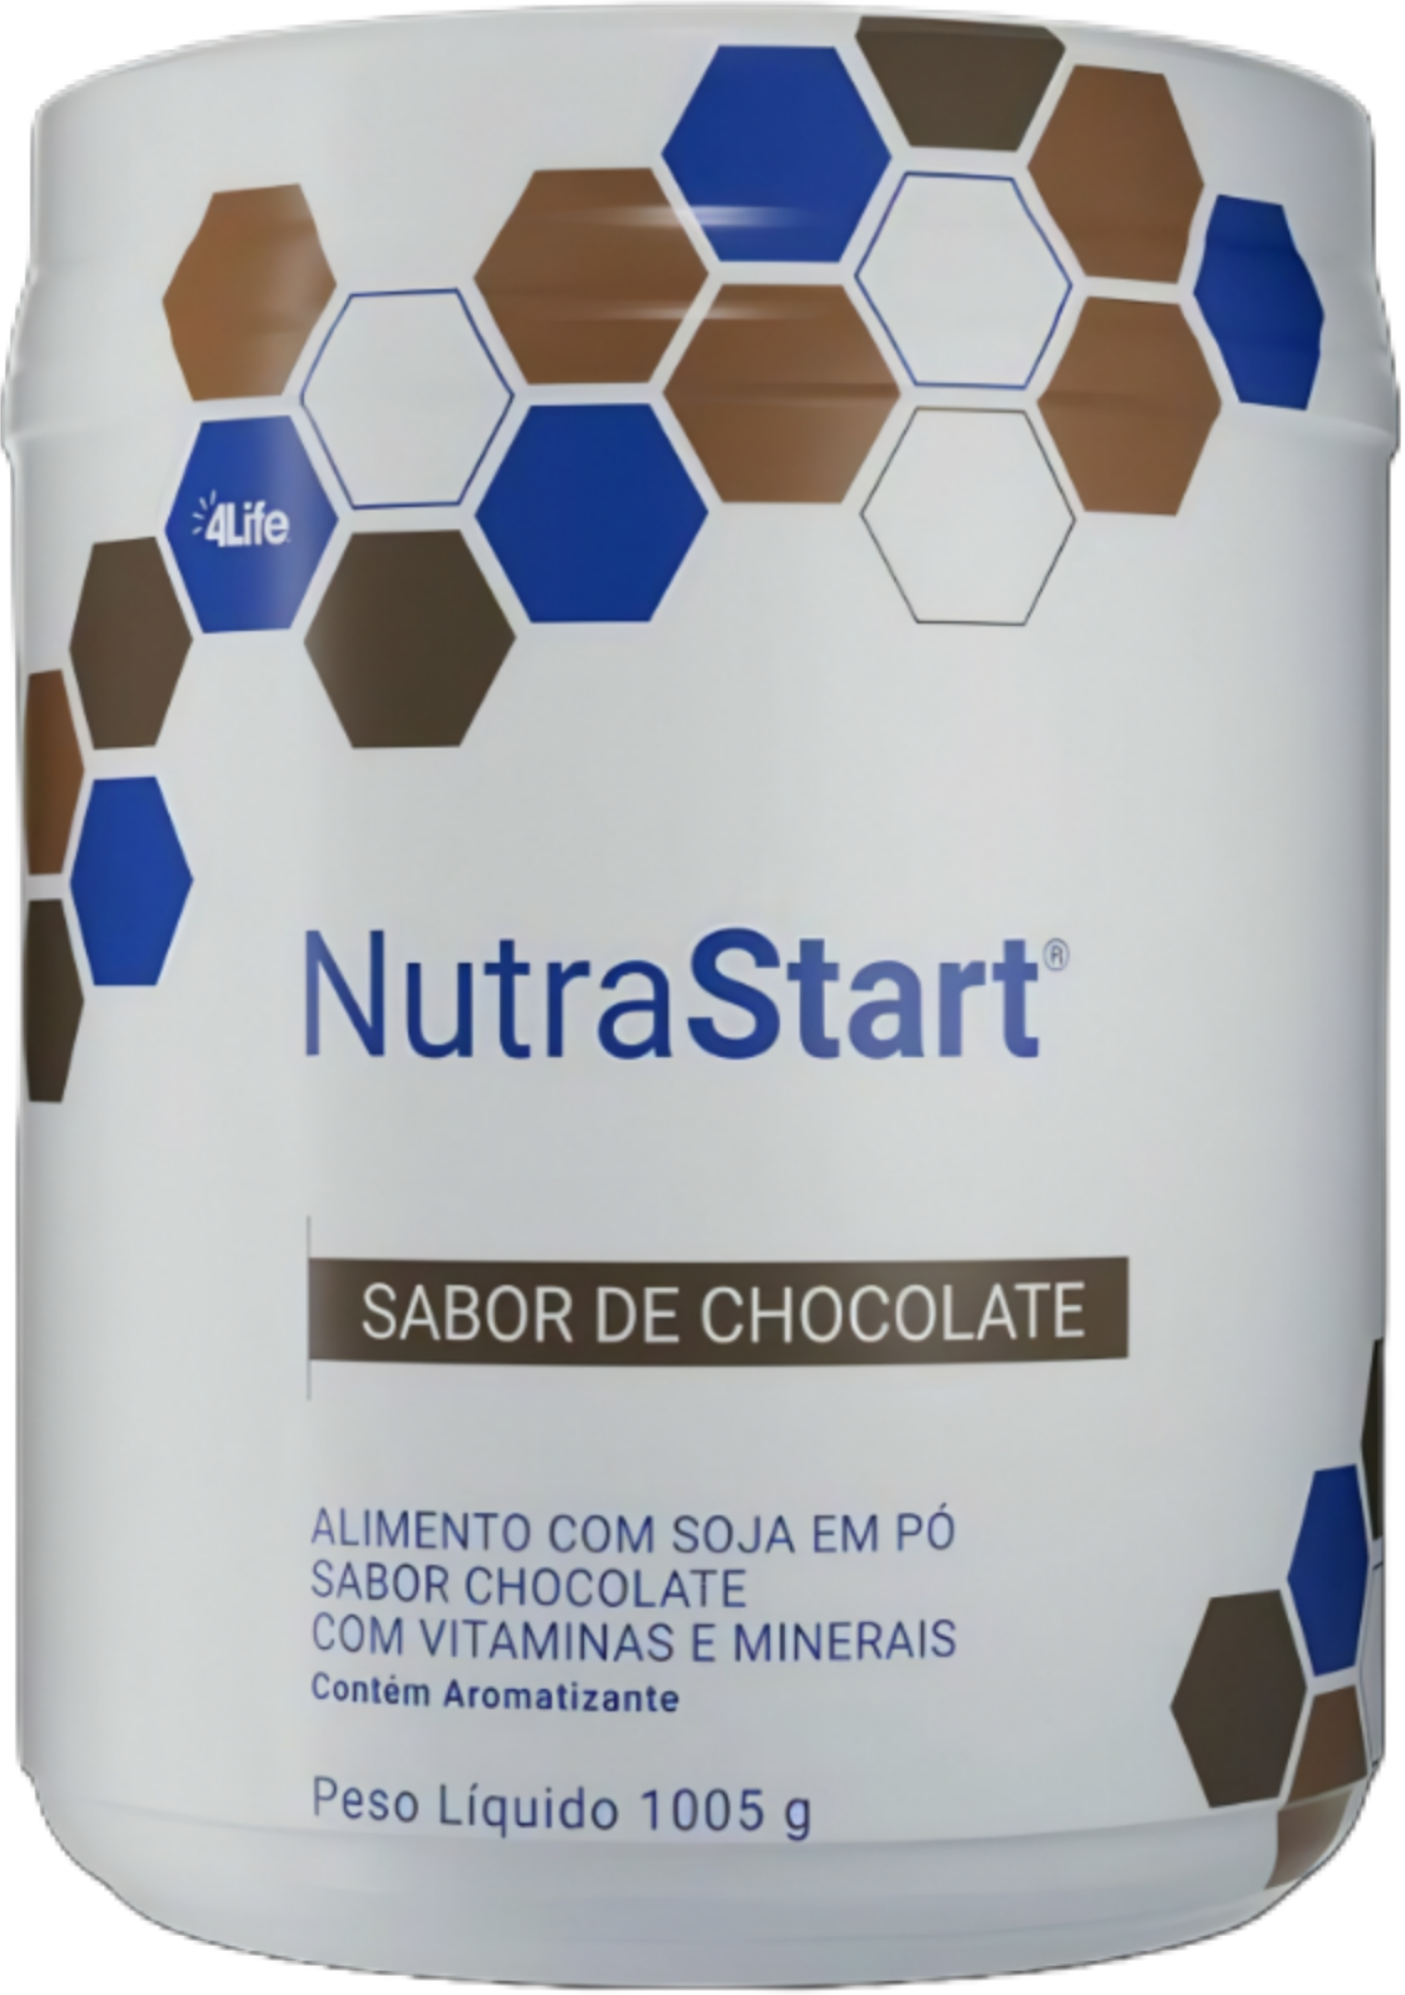 4Life
NutraStart®
SABOR DE CHOCOLATE
ALIMENTO COM SOJA EM PÓ
SABOR CHOCOLATE
COM VITAMINAS E MINERAIS
Contém Aromatizante
Peso Líquido 1005 g